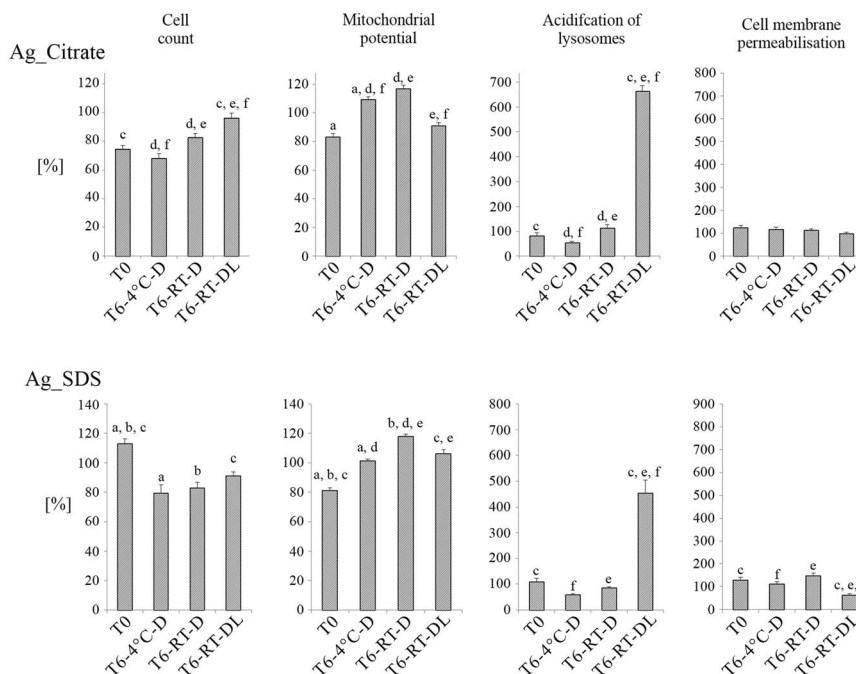 Cell
count
Mitochondrial
potential
Acidifcation of
lysosomes
Cell membrane
permeabilisation
Ag_Citrate
[%]
120
100
80
60
40
20
0
c
d, f
d, e
c, e, f
T0
T6-4°C-D
T6-RT-D
T6-RT-DL
120
100
80
60
40
20
0
a
a, d, f
d, e
e, f
T0
T6-4°C-D
T6-RT-D
T6-RT-DL
700
600
500
400
300
200
100
0
c
d, f
d, e
c, e, f
T0
T6-4°C-D
T6-RT-D
T6-RT-DL
800
700
600
500
400
300
200
100
0
T0
T6-4°C-D
T6-RT-D
T6-RT-DL
Ag_SDS
[%]
140
120
100
80
60
40
20
0
a, b, c
a
b
c
T0
T6-4°C-D
T6-RT-D
T6-RT-DL
140
120
100
80
60
40
20
0
a, b, c
a, d
b, d, e
c, e
T0
T6-4°C-D
T6-RT-D
T6-RT-DL
800
700
600
500
400
300
200
100
0
c
f
e
c, e, f
T0
T6-4°C-D
T6-RT-D
T6-RT-DL
900
800
700
600
500
400
300
200
100
0
c
f
e
c, e,
T0
T6-4°C-D
T6-RT-D
T6-RT-DL